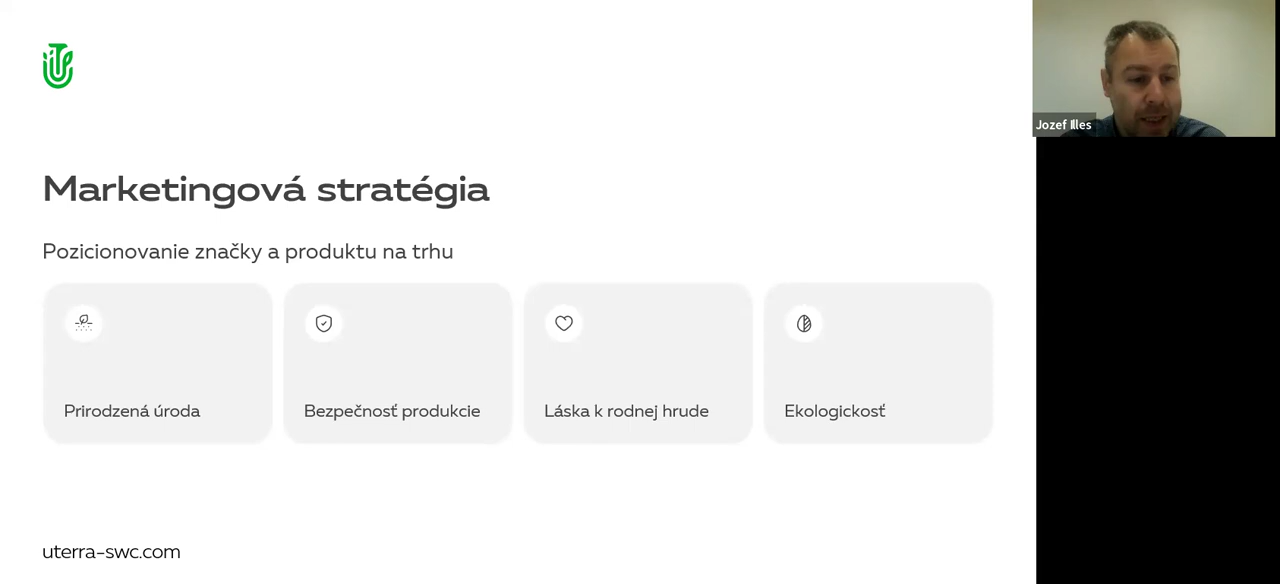 Jozef Illes
Marketingová stratégia
Pozicionovanie značky a produktu na trhu
Prirodzená úroda
Bezpečnosť produkcie
Láska k rodnej hrude
Ekologickosť
uterra-swc.com